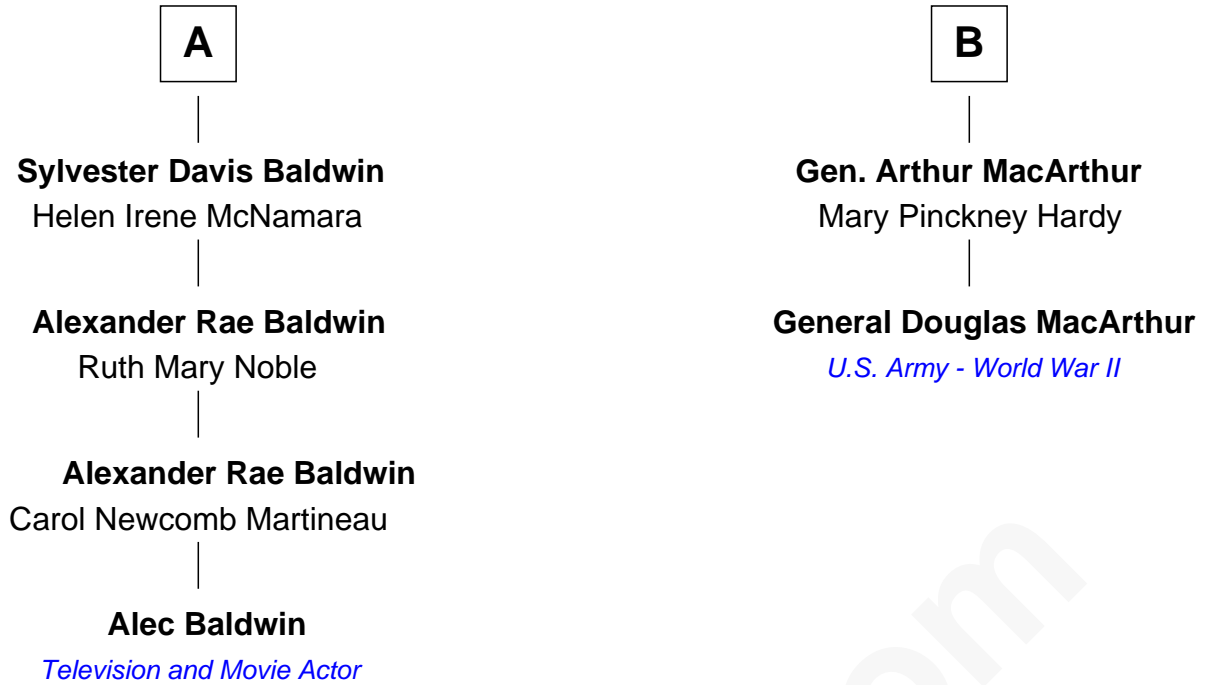 A
Sylvester Davis Baldwin
Helen Irene McNamara
Alexander Rae Baldwin
Ruth Mary Noble
Alexander Rae Baldwin
Carol Newcomb Martineau
Alec Baldwin
Television and Movie Actor
B
Gen. Arthur MacArthur
Mary Pinckney Hardy
General Douglas MacArthur
U.S. Army - World War II
om